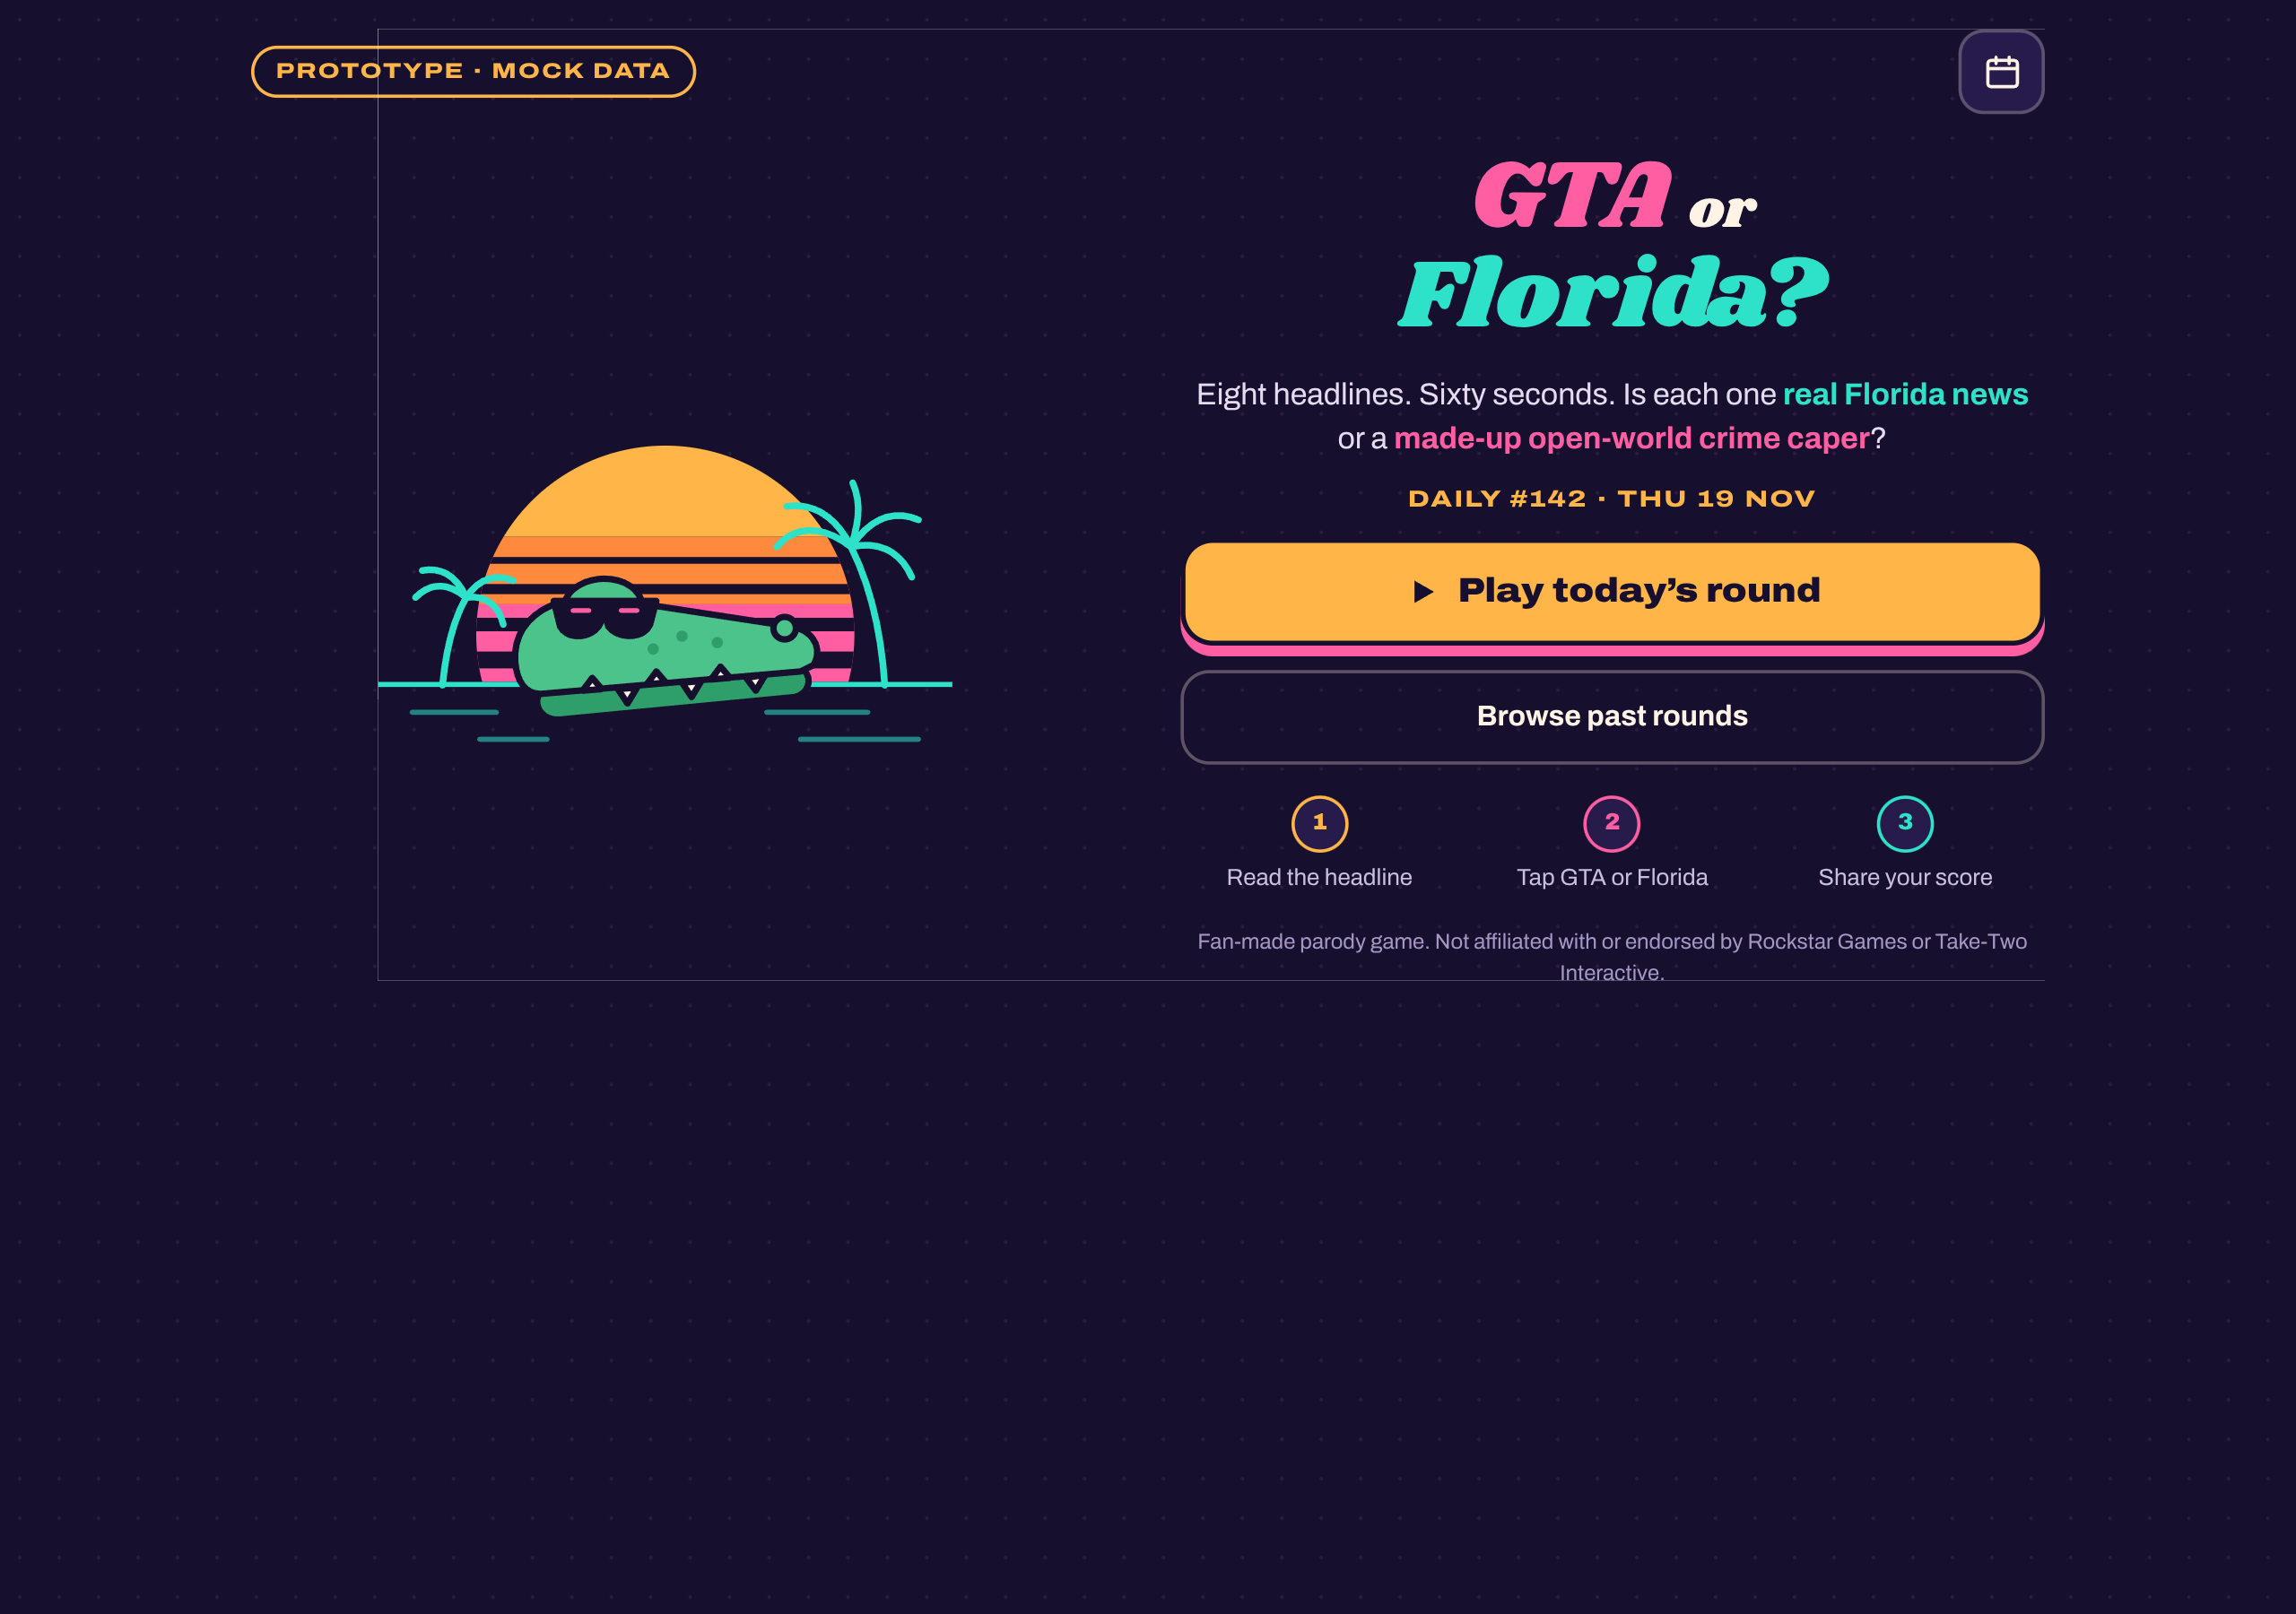 PROTOTYPE · MOCK DATA
GTA or
Florida?
Eight headlines. Sixty seconds. Is each one real Florida news
or a made-up open-world crime caper?
DAILY #142 · THU 19 NOV
Play today’s round
Browse past rounds
1
2
3
Read the headline
Tap GTA or Florida
Share your score
Fan-made parody game. Not affiliated with or endorsed by Rockstar Games or Take-Two
Interactive.